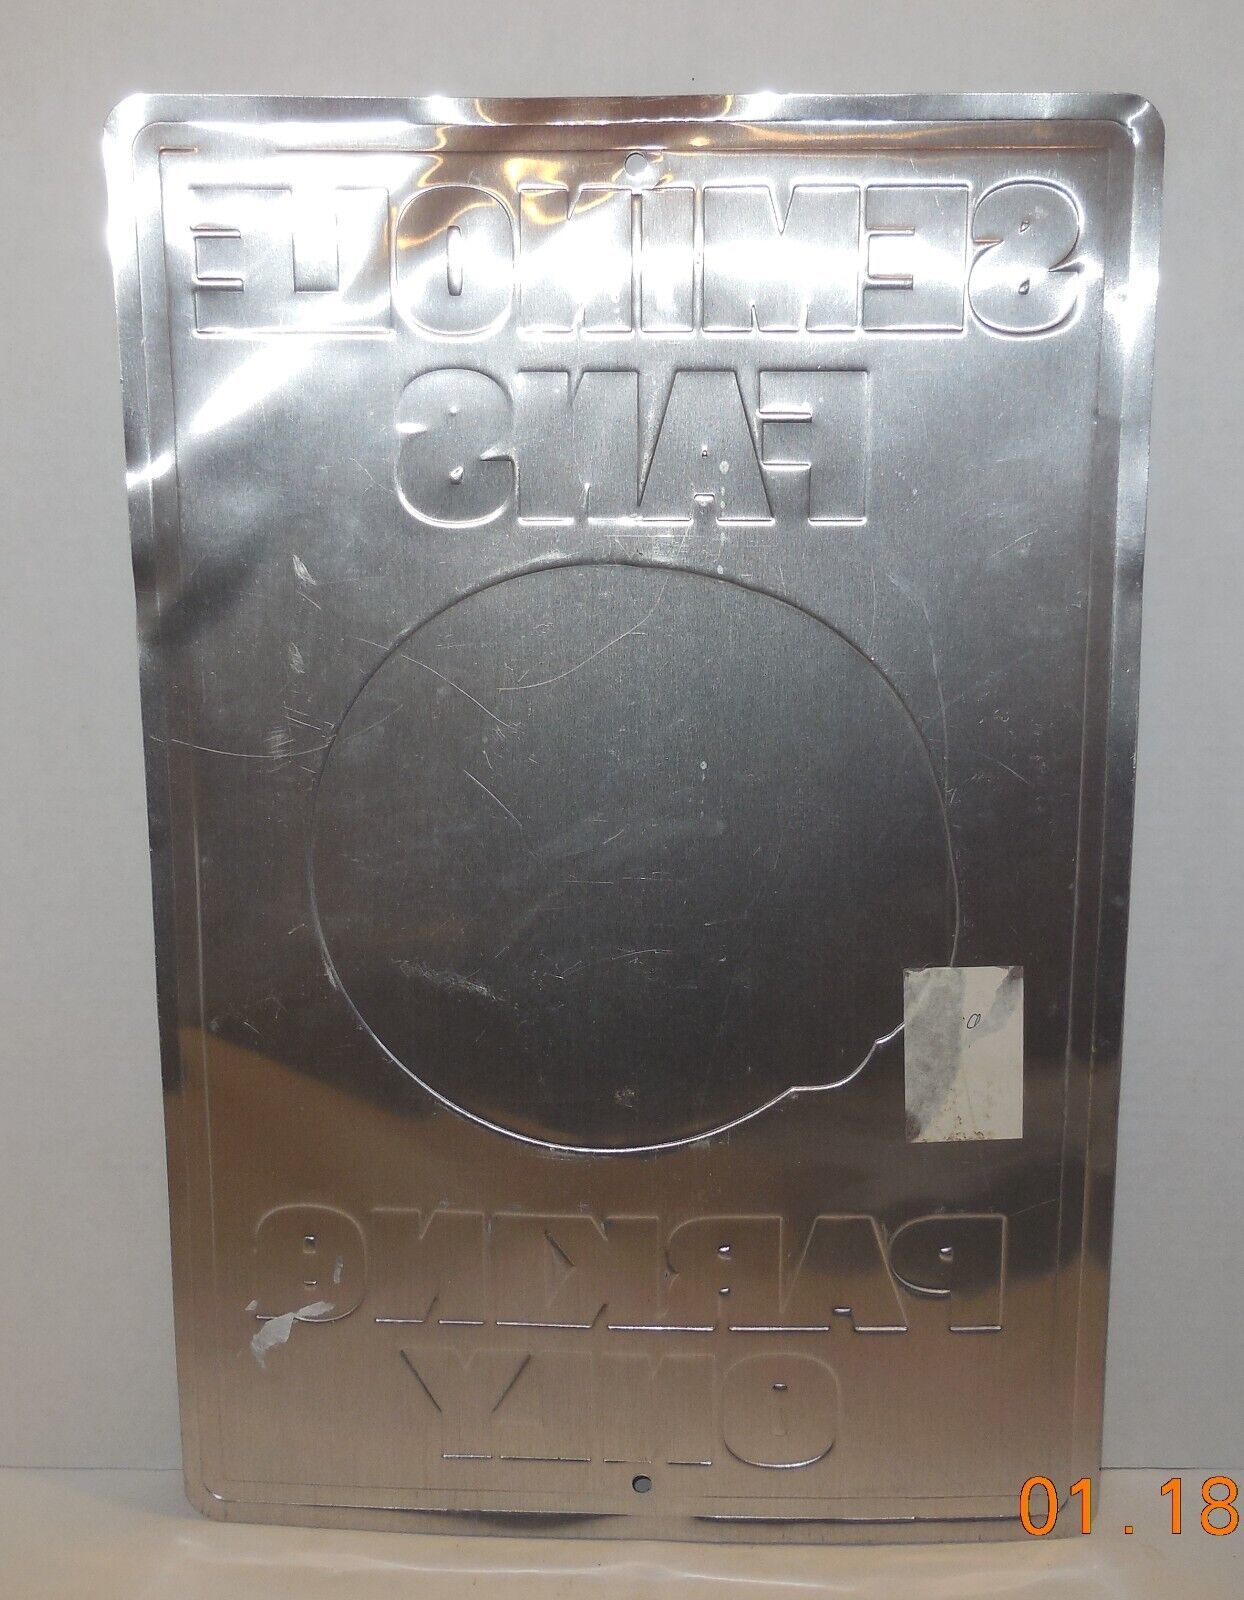 SEMINOLE
FANS
PARKING
ONLY
01.18